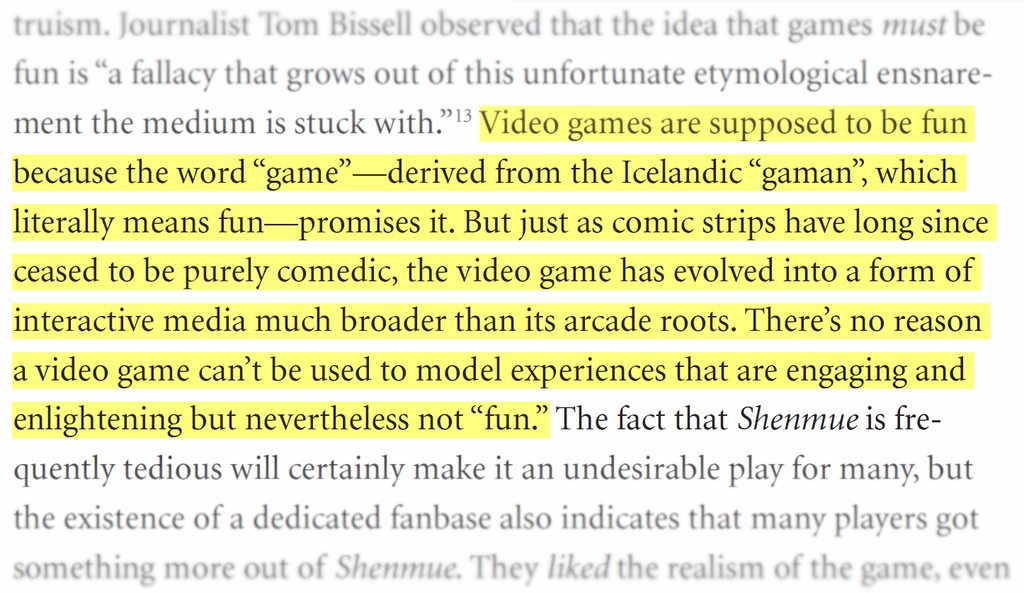 truism. Journalist Tom Bissell observed that the idea that games must be
fun is “a fallacy that grows out of this unfortunate etymological ensnare-
ment the medium is stuck with.”13 Video games are supposed to be fun
because the word “game”—derived from the Icelandic “gaman”, which
literally means fun—promises it. But just as comic strips have long since
ceased to be purely comedic, the video game has evolved into a form of
interactive media much broader than its arcade roots. There’s no reason
a video game can’t be used to model experiences that are engaging and
enlightening but nevertheless not “fun.” The fact that Shenmue is fre-
quently tedious will certainly make it an undesirable play for many, but
the existence of a dedicated fanbase also indicates that many players got
something more out of Shenmue. They liked the realism of the game, even